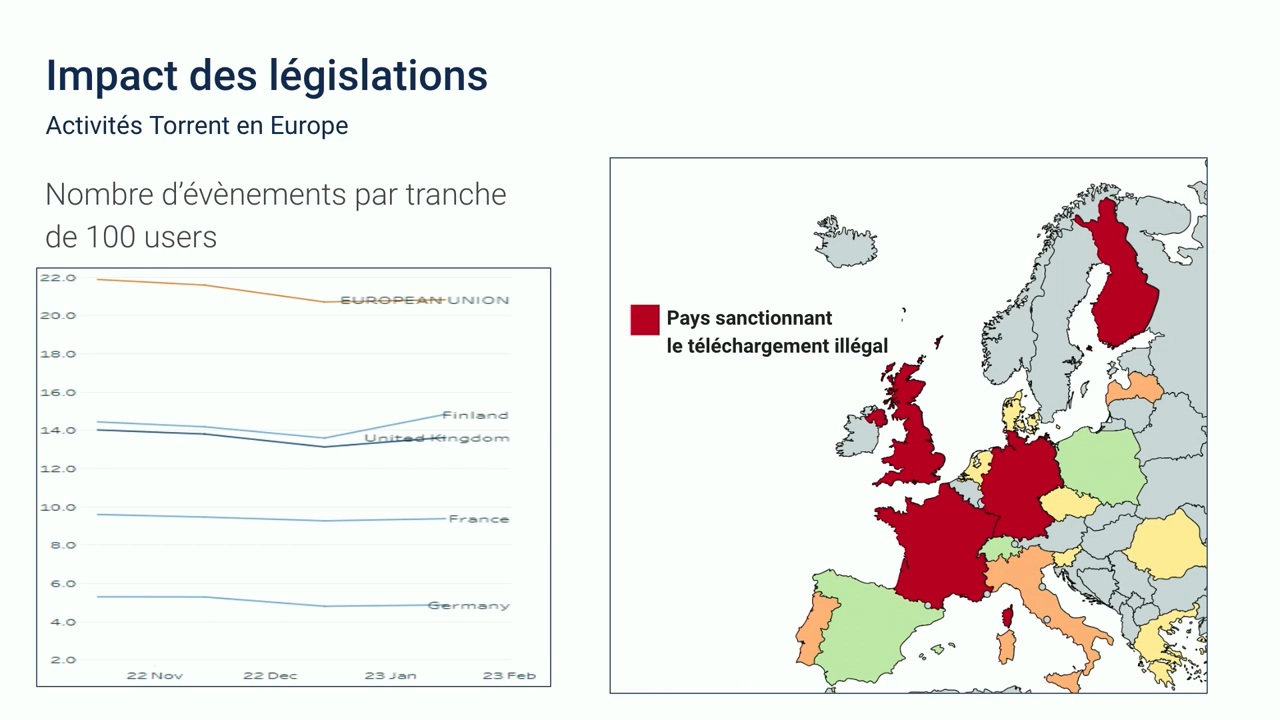 Impact des législations
Activités Torrent en Europe
Nombre d’évènements par tranche
de 100 users
22.0
20.0
18.0
16.0
14.0
12.0
10.0
8.0
6.0
4.0
2.0
EUROPEAN UNION
Finland
United Kingdom
France
Germany
22 Nov
22 Dec
23 Jan
23 Feb
Pays sanctionnant
le téléchargement illégal